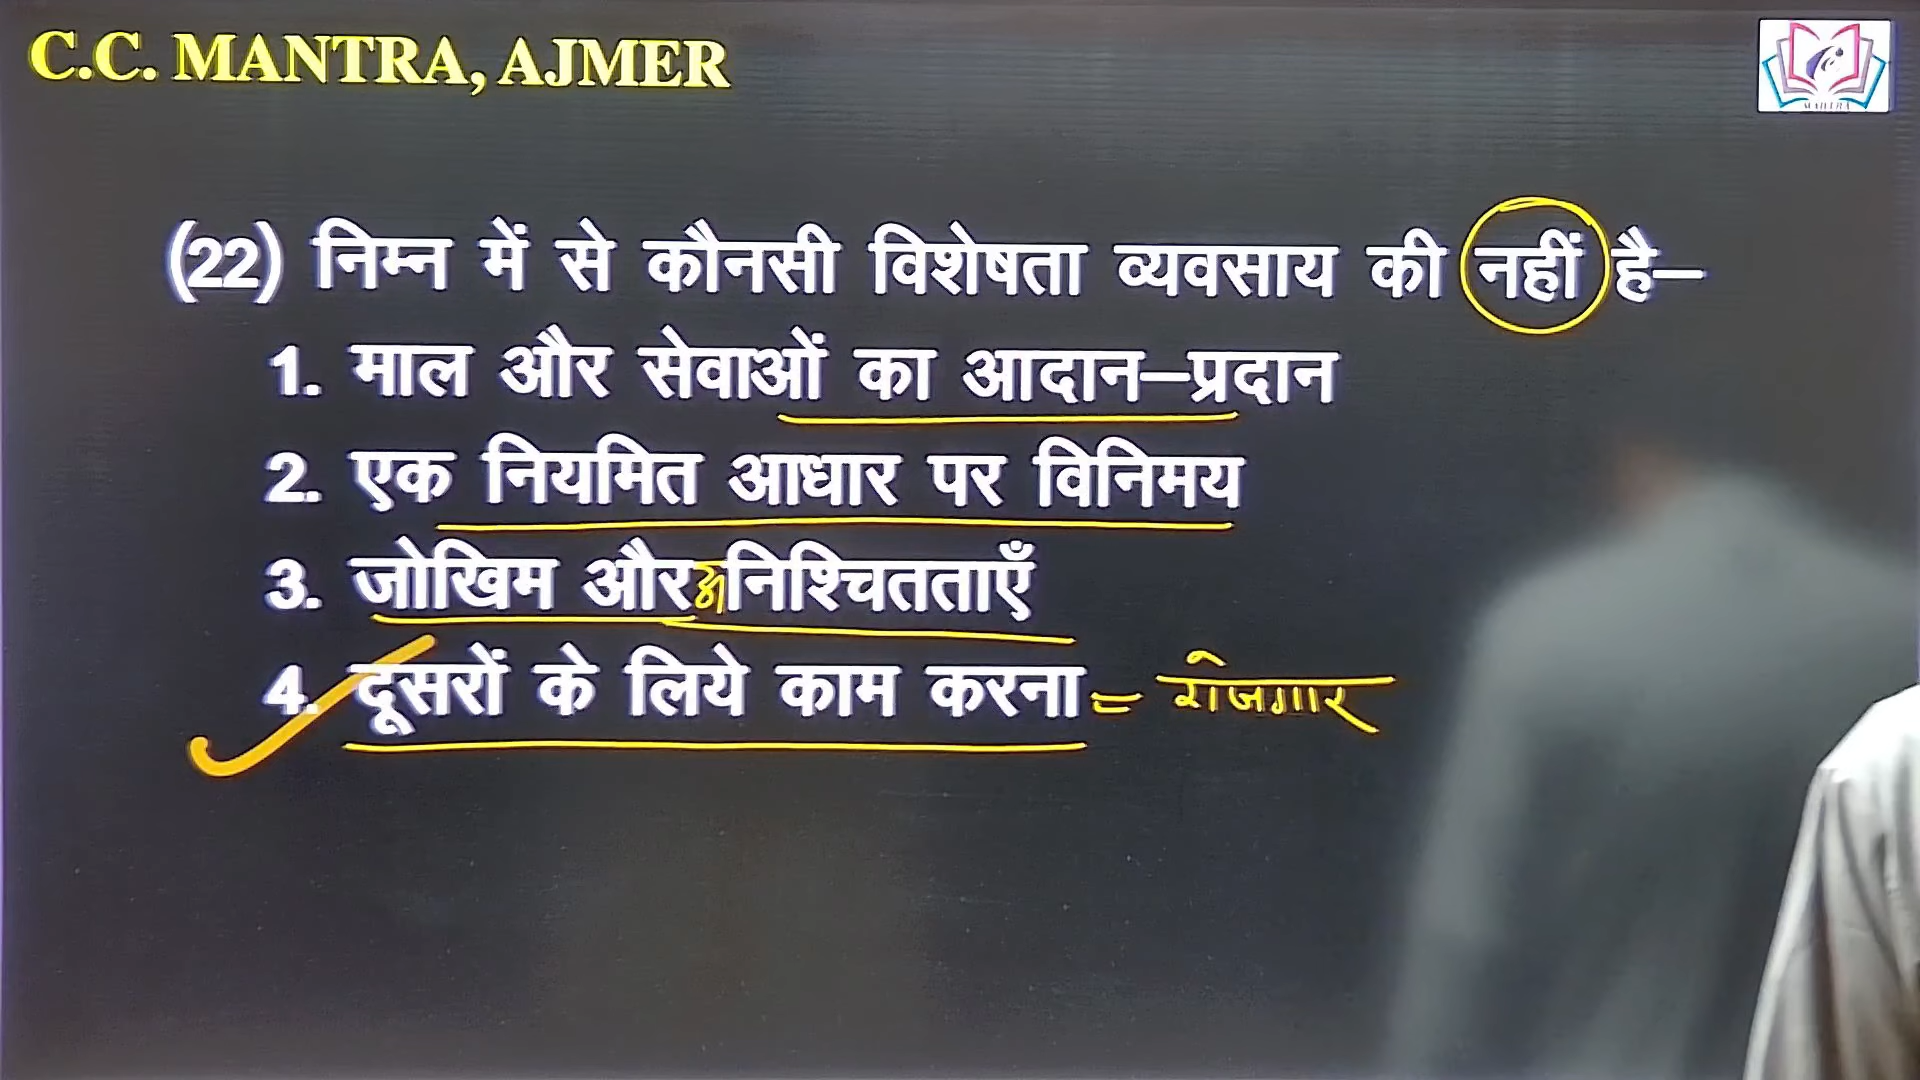 C.C. MANTRA, AJMER
MANTRA
(22) निम्न में से कौनसी विशेषता व्यवसाय की नहीं है–
1. माल और सेवाओं का आदान–प्रदान
2. एक नियमित आधार पर विनिमय
3. जोखिम और अनिश्चितताएँ
4. दूसरों के लिये काम करना = रोजगार